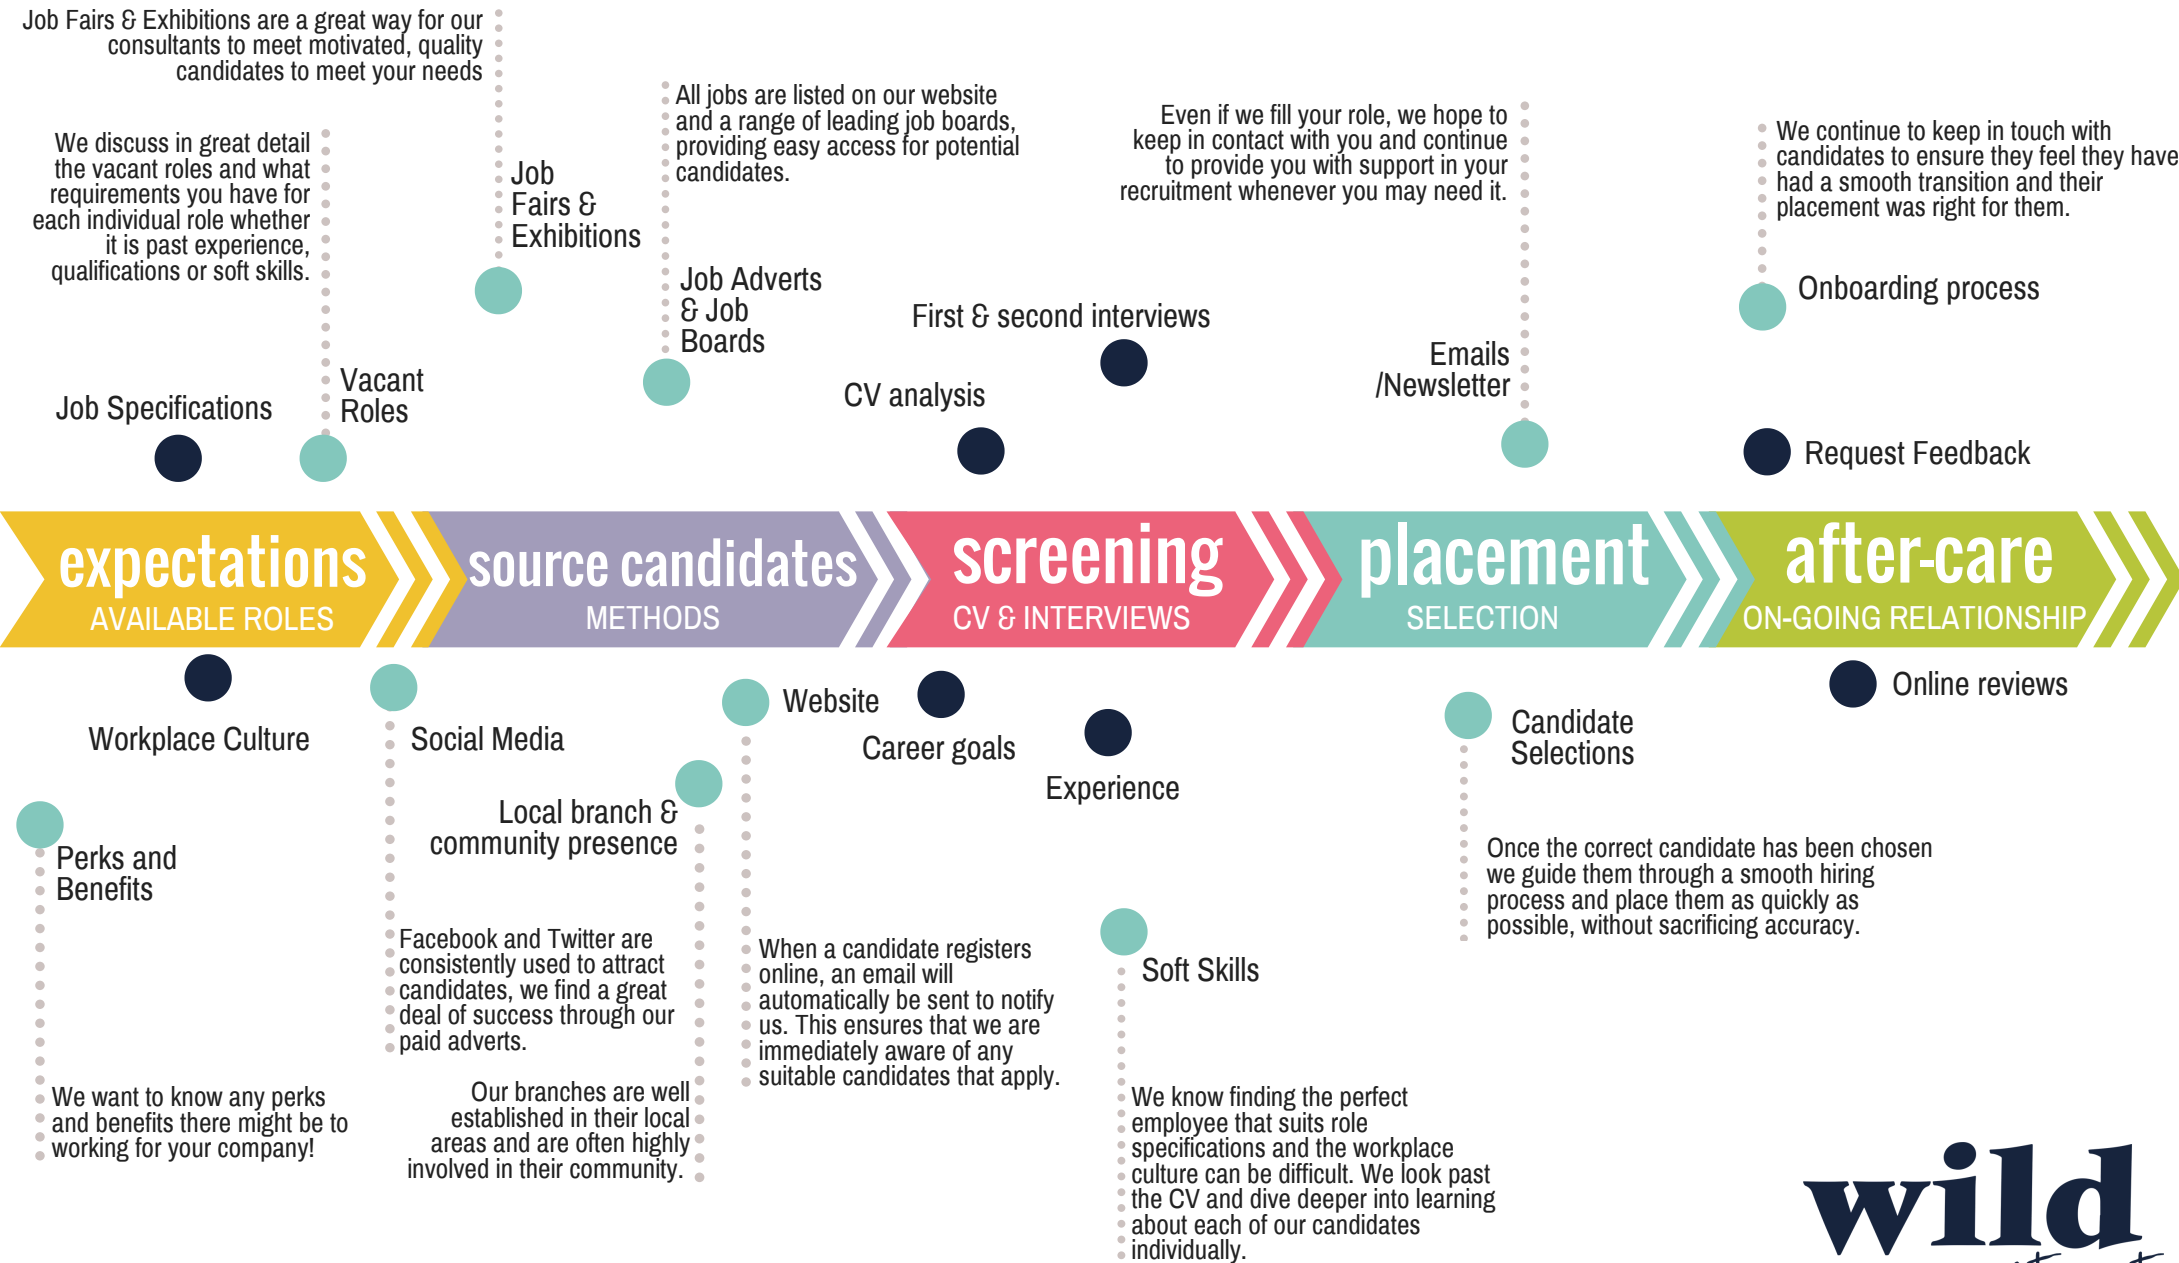 Job Fairs & Exhibitions are a great way for our
consultants to meet motivated, quality
candidates to meet your needs
We discuss in great detail
the vacant roles and what
requirements you have for
each individual role whether
it is past experience,
qualifications or soft skills.
Job
Fairs &
Exhibitions
All jobs are listed on our website
and a range of leading job boards,
providing easy access for potential
candidates.
Job Adverts
& Job
Boards
Even if we fill your role, we hope to
keep in contact with you and continue
to provide you with support in your
recruitment whenever you may need it.
We continue to keep in touch with
candidates to ensure they feel they have
had a smooth transition and their
placement was right for them.
Onboarding process
First & second interviews
CV analysis
Emails
/Newsletter
Vacant
Roles
Job Specifications
Request Feedback
expectations
AVAILABLE ROLES
source candidates
METHODS
screening
CV & INTERVIEWS
placement
SELECTION
after-care
ON-GOING RELATIONSHIP
Workplace Culture
Social Media
Website
Career goals
Experience
Candidate
Selections
Online reviews
Local branch &
community presence
Perks and
Benefits
Once the correct candidate has been chosen
we guide them through a smooth hiring
process and place them as quickly as
possible, without sacrificing accuracy.
Facebook and Twitter are
consistently used to attract
candidates, we find a great
deal of success through our
paid adverts.
When a candidate registers
online, an email will
automatically be sent to notify
us. This ensures that we are
immediately aware of any
suitable candidates that apply.
Soft Skills
We want to know any perks
and benefits there might be to
working for your company!
Our branches are well
established in their local
areas and are often highly
involved in their community.
We know finding the perfect
employee that suits role
specifications and the workplace
culture can be difficult. We look past
the CV and dive deeper into learning
about each of our candidates
individually.
wild